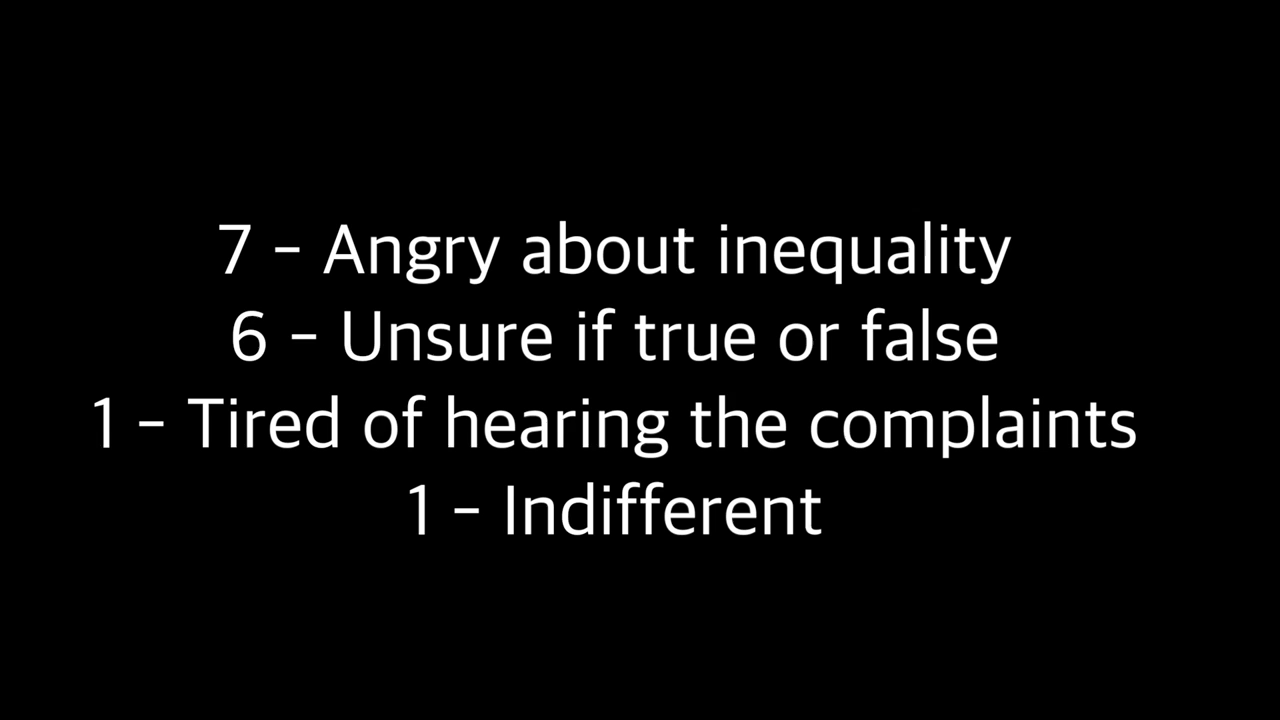 7 – Angry about inequality
6 – Unsure if true or false
1 – Tired of hearing the complaints
1 – Indifferent